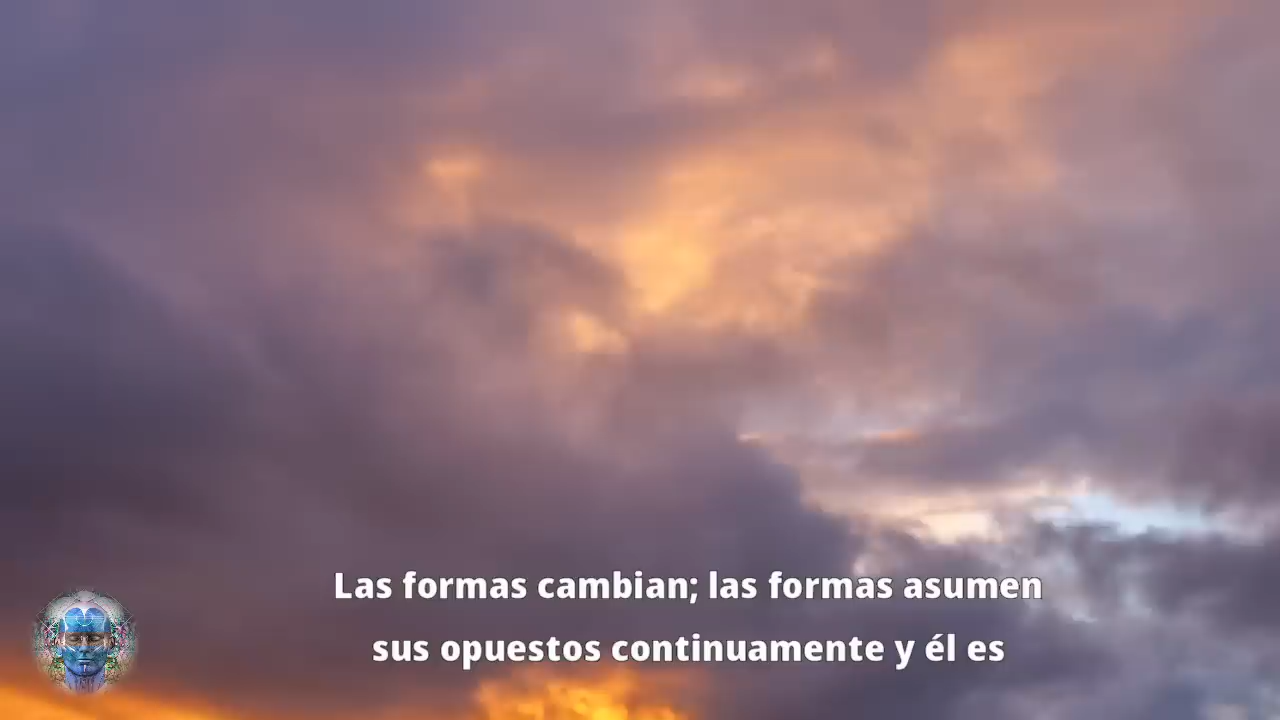 Las formas cambian; las formas asumen
sus opuestos continuamente y él es